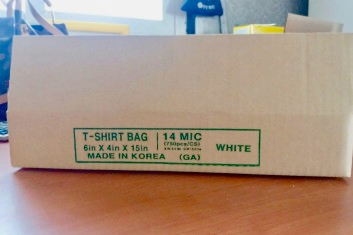 T-SHIRT BAG
6in X 4in X 15in
14 MIC
WHITE
MADE IN KOREA (GA)